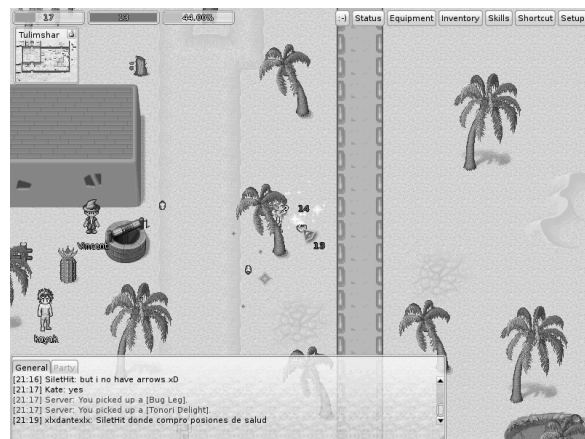 17 13 44.00% :-) Status Equipment Inventory Skills Shortcut Setup
Tulimshar
14
13
Vincent
kayak
General Party
[21:16] SiletHit: but i no have arrows xD
[21:17] Kate: yes
[21:17] Server: You picked up a [Bug Leg].
[21:17] Server: You picked up a [Tonori Delight].
[21:19] xlxdantexlx: SiletHit donde compro posiones de salud